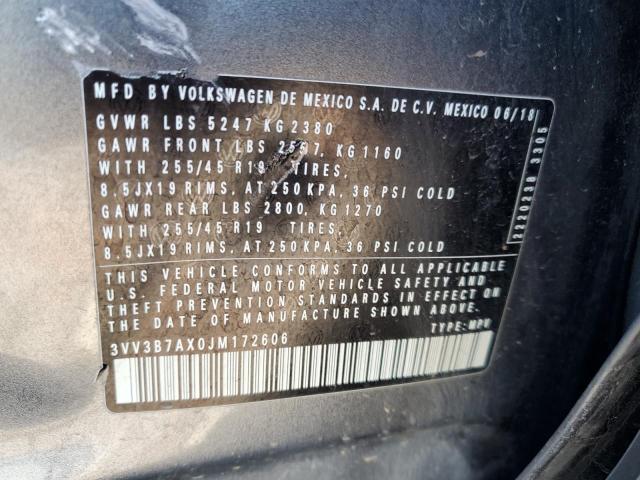 MFD BY VOLKSWAGEN DE MEXICO S.A. DE C.V. MEXICO 06/18
GVWR LBS 5247 KG 2380
GAWR FRONT LBS 2557, KG 1160
WITH 255/45 R19 TIRES,
8.5JX19 RIMS, AT 250 KPA, 36 PSI COLD
GAWR REAR LBS 2800, KG 1270
WITH 255/45 R19 TIRES,
8.5JX19 RIMS, AT 250 KPA, 36 PSI COLD
2220238 3305
THIS VEHICLE CONFORMS TO ALL APPLICABLE
U.S. FEDERAL MOTOR VEHICLE SAFETY AND
THEFT PREVENTION STANDARDS IN EFFECT ON
THE DATE OF MANUFACTURE SHOWN ABOVE
3VV3B7AX0JM172606
TYPE: MPV